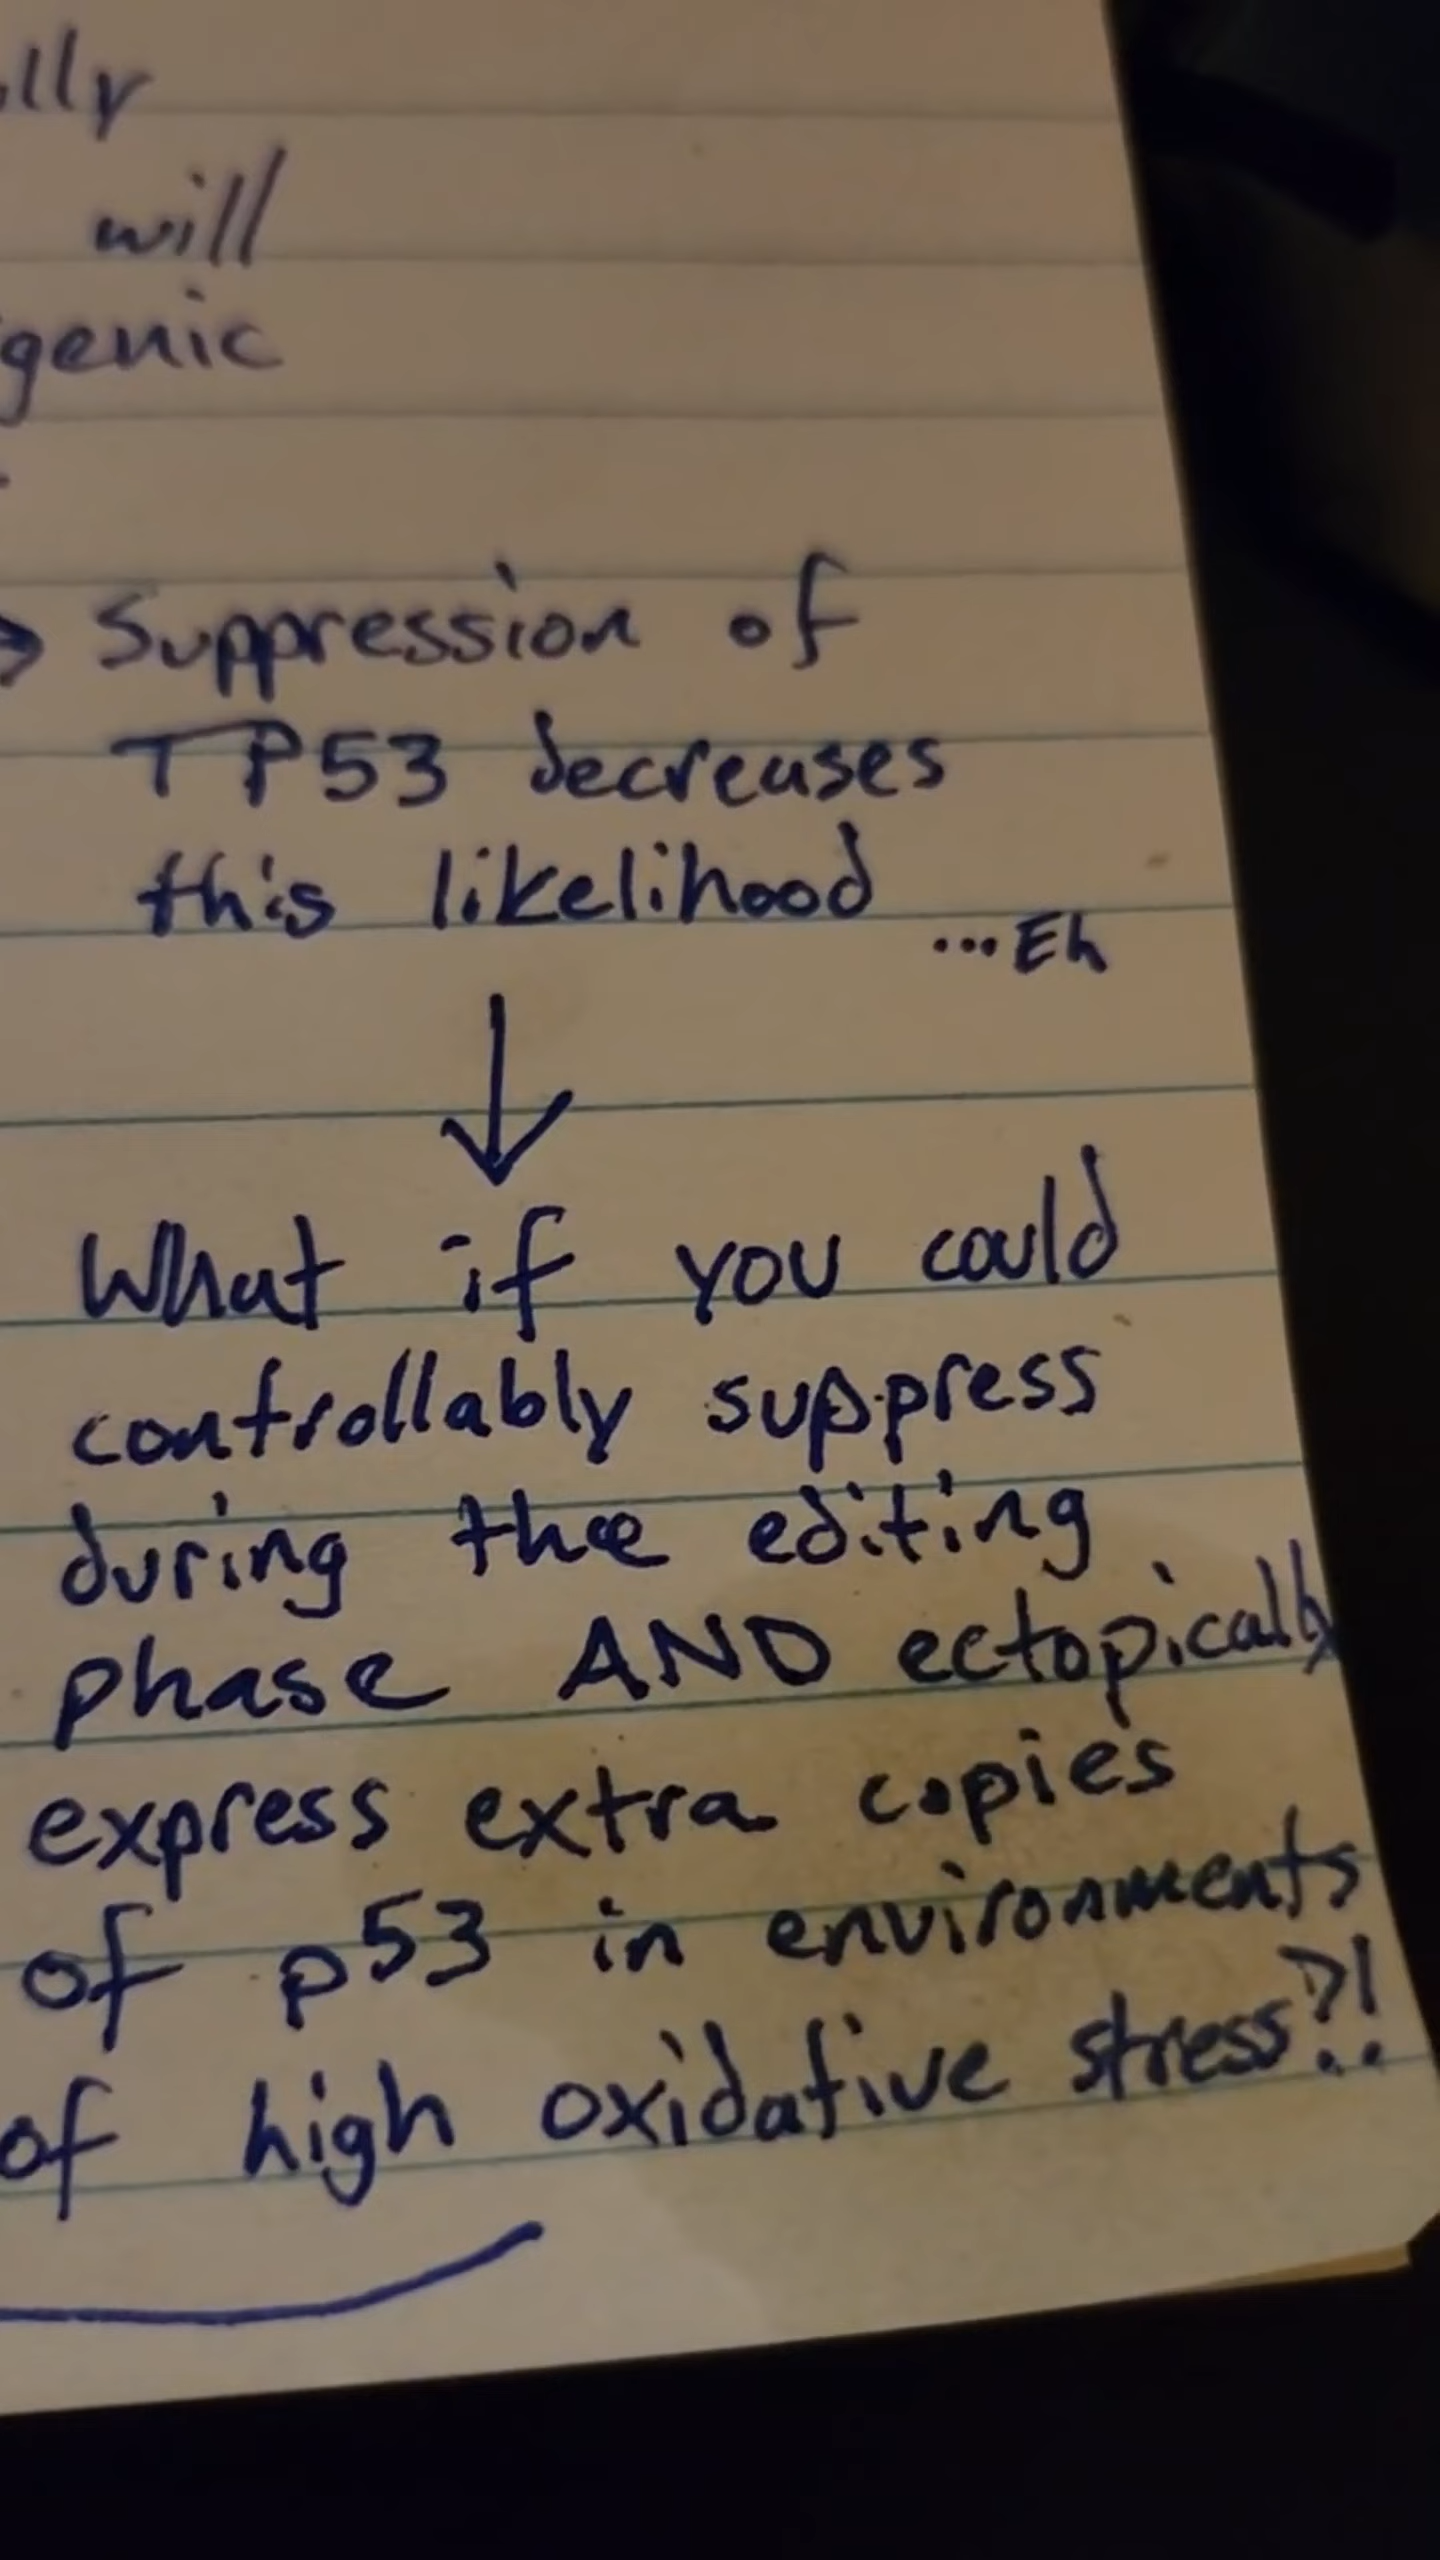 lly
will
genic
→ Suppression of
TP53 decreases
this likelihood
...Eh
↓
What if you could
controllably suppress
during the editing
phase AND ectopically
express extra copies
of p53 in environments
of high oxidative stress?!